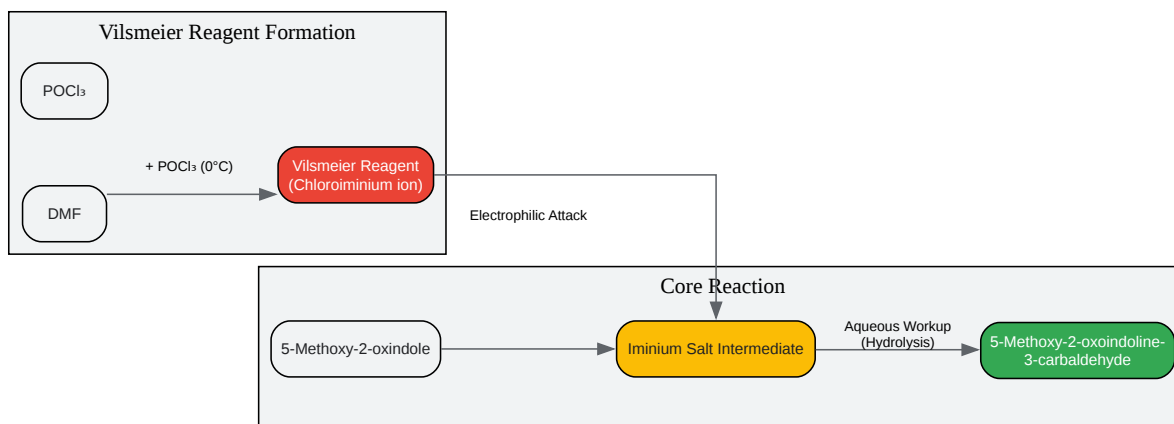 Vilsmeier Reagent Formation
POCl₃
+ POCl₃ (0°C)
Vilsmeier Reagent
(Chloroiminium ion)
DMF
Electrophilic Attack
Core Reaction
5-Methoxy-2-oxindole
Iminium Salt Intermediate
Aqueous Workup
(Hydrolysis)
5-Methoxy-2-oxoindoline-
3-carbaldehyde